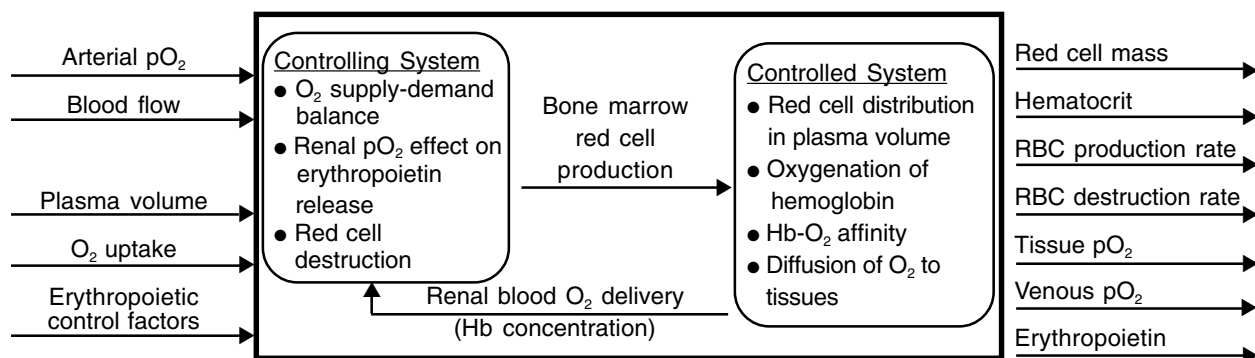 Arterial pO₂
Blood flow
Plasma volume
O₂ uptake
Erythropoietic
control factors
Controlling System
● O₂ supply-demand
balance
● Renal pO₂ effect on
erythropoietin
release
● Red cell
destruction
Bone marrow
red cell
production
Renal blood O₂ delivery
(Hb concentration)
Controlled System
● Red cell distribution
in plasma volume
● Oxygenation of
hemoglobin
● Hb-O₂ affinity
● Diffusion of O₂ to
tissues
Red cell mass
Hematocrit
RBC production rate
RBC destruction rate
Tissue pO₂
Venous pO₂
Erythropoietin